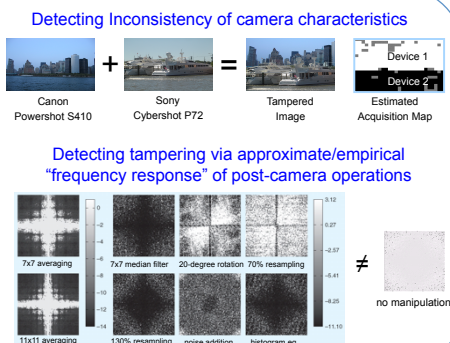 Detecting Inconsistency of camera characteristics
+
=
Device 1
Device 2
Canon
Powershot S410
Sony
Cybershot P72
Tampered
Image
Estimated
Acquisition Map
Detecting tampering via approximate/empirical
“frequency response” of post-camera operations
0
−2
−4
−6
−8
−10
−12
−14
3.12
0.27
-2.57
-5.41
-8.25
-11.10
7x7 averaging
7x7 median filter
20-degree rotation
70% resampling
≠
no manipulation
11x11 averaging
130% resampling
noise addition
histogram eq.